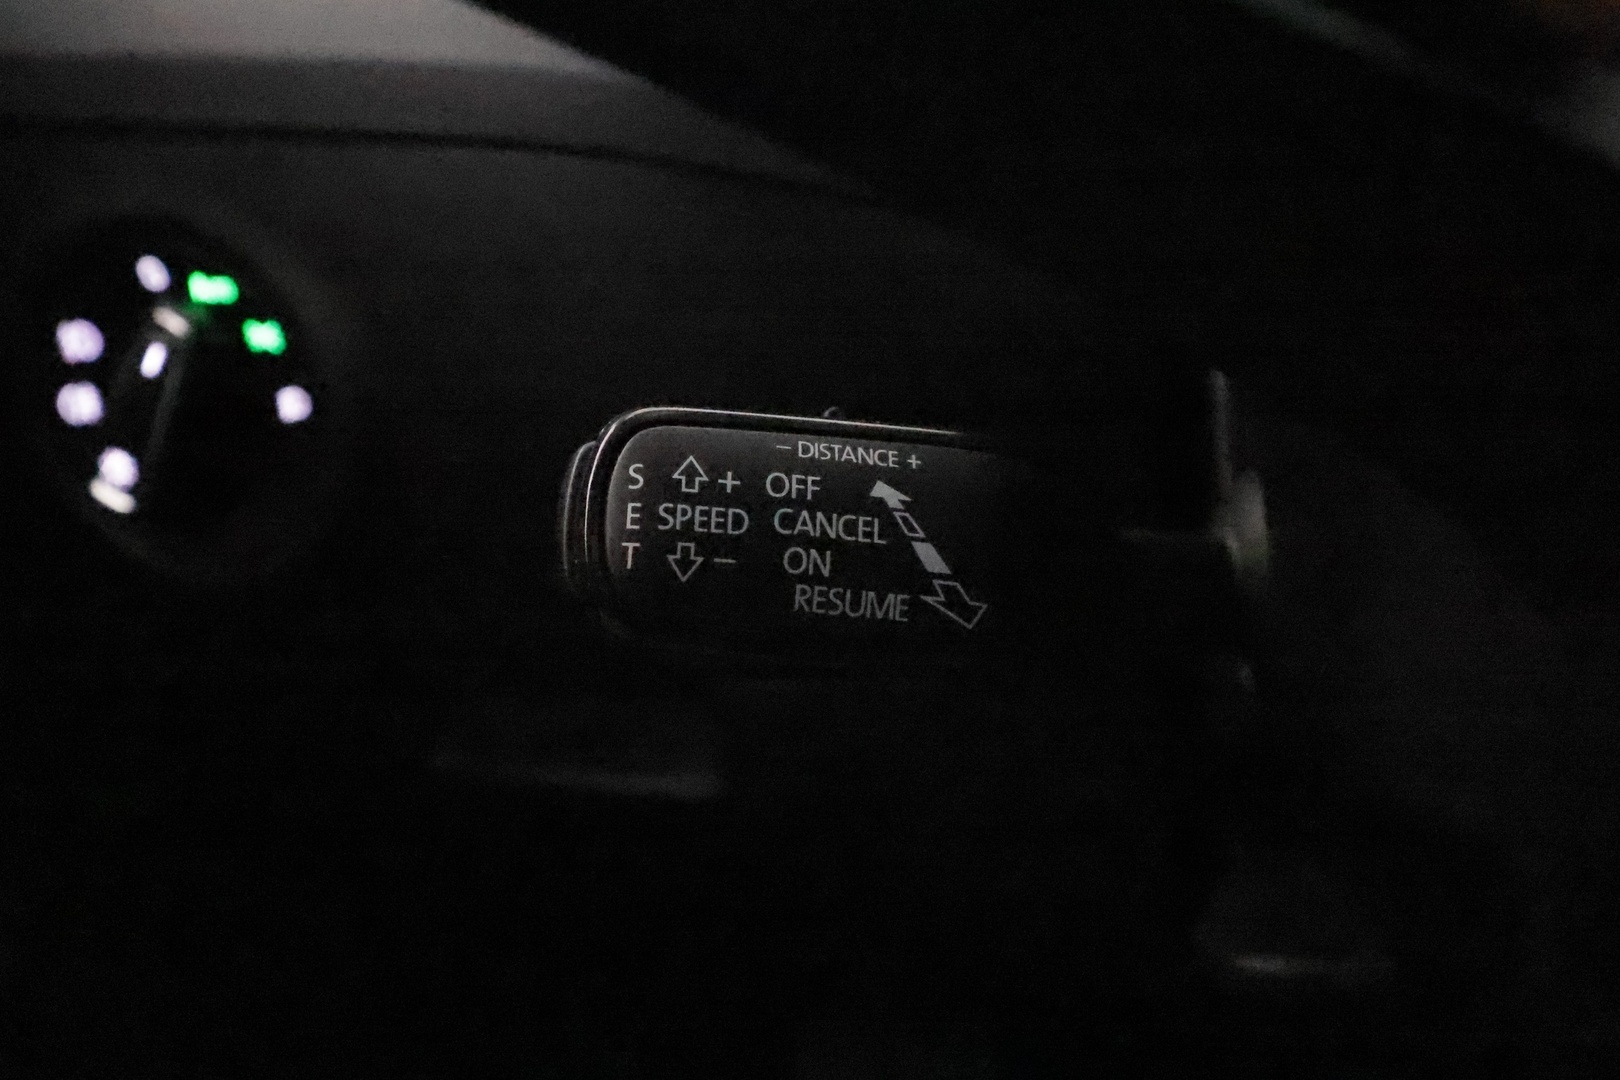 – DISTANCE +
S + OFF
E SPEED CANCEL
T – ON
RESUME